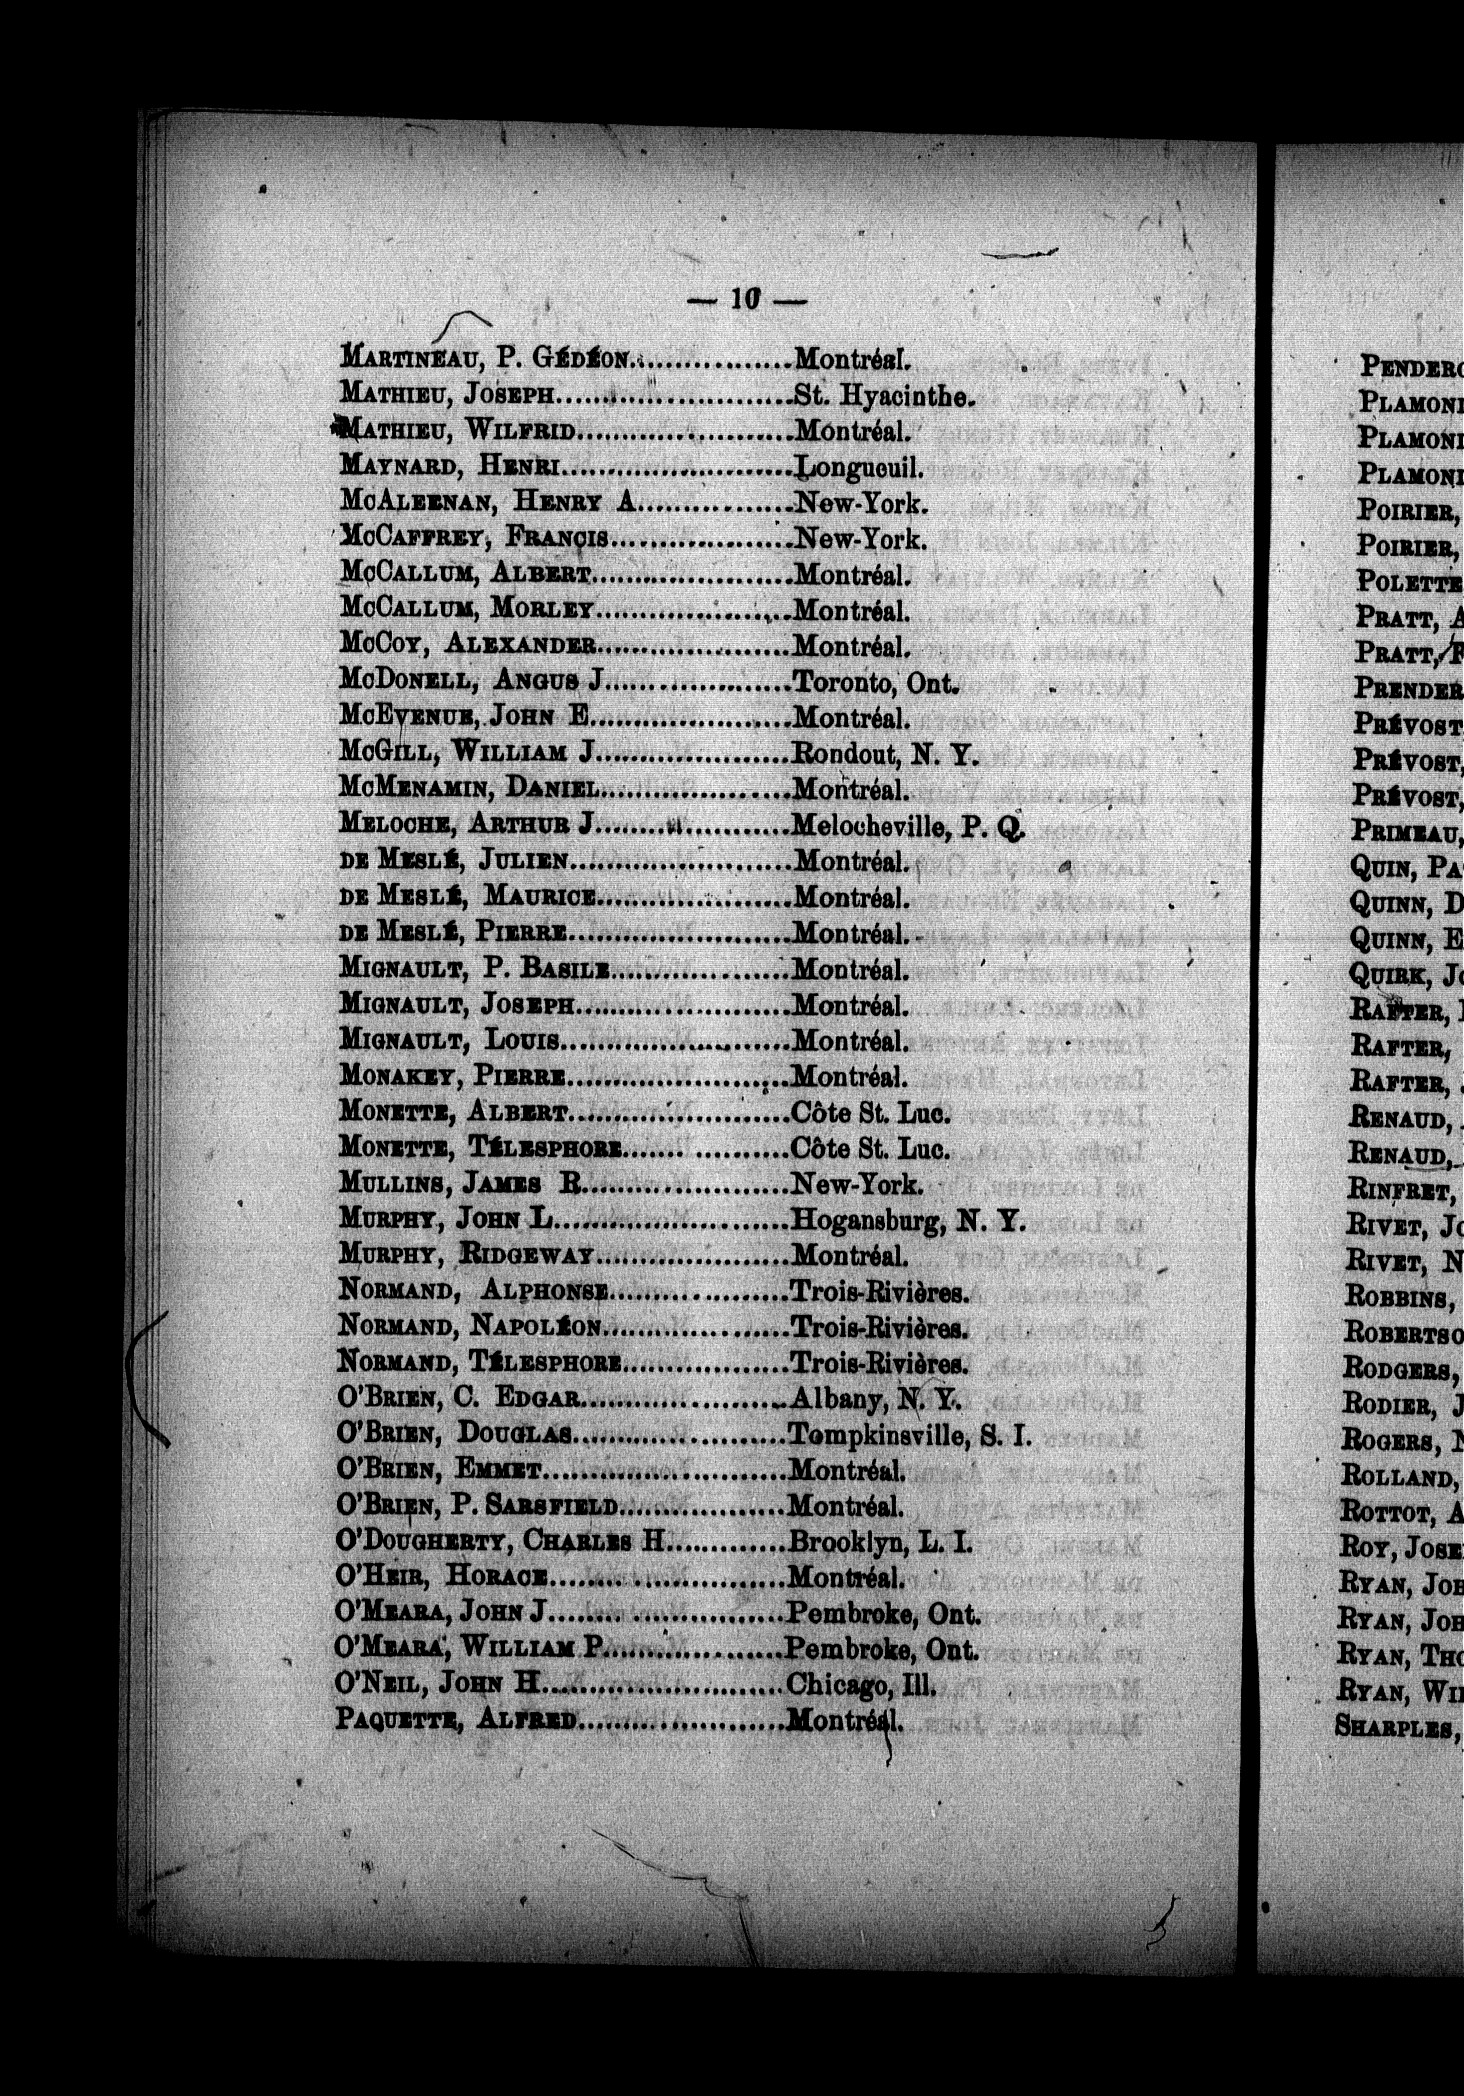 — 10 —
MARTINEAU, P. GÉDÉON................Montréal.
MATHIEU, JOSEPH........................St. Hyacinthe.
MATHIEU, WILFRID......................Montréal.
MAYNARD, HENRI.......................Longueuil.
MCALEENAN, HENRY A................New-York.
MCCAFFREY, FRANCIS..................New-York.
MCCALLUM, ALBERT....................Montréal.
MCCALLUM, MORLEY...................Montréal.
MCCOY, ALEXANDER...................Montréal.
MCDONELL, ANGUS J...................Toronto, Ont.
MCEVENUE, JOHN E....................Montréal.
MCGILL, WILLIAM J....................Rondout, N. Y.
MCMENAMIN, DANIEL...................Montréal.
MELOCHE, ARTHUR J...................Melocheville, P. Q.
DE MESLÉ, JULIEN......................Montréal.
DE MESLÉ, MAURICE...................Montréal.
DE MESLÉ, PIERRE......................Montréal.
MIGNAULT, P. BASILE..................Montréal.
MIGNAULT, JOSEPH.....................Montréal.
MIGNAULT, LOUIS.......................Montréal.
MONAKEY, PIERRE......................Montréal.
MONETTE, ALBERT......................Côte St. Luc.
MONETTE, TÉLESPHORE.................Côte St. Luc.
MULLINS, JAMES R.....................New-York.
MURPHY, JOHN L........................Hogansburg, N. Y.
MURPHY, RIDGEWAY....................Montréal.
NORMAND, ALPHONSE..................Trois-Rivières.
NORMAND, NAPOLÉON..................Trois-Rivières.
NORMAND, TÉLESPHORE................Trois-Rivières.
O'BRIEN, C. EDGAR.....................Albany, N. Y.
O'BRIEN, DOUGLAS.....................Tompkinsville, S. I.
O'BRIEN, EMMET........................Montréal.
O'BRIEN, P. SARSFIELD................Montréal.
O'DOUGHERTY, CHARLES H............Brooklyn, L. I.
O'HEIR, HORACE........................Montréal.
O'MEARA, JOHN J........................Pembroke, Ont.
O'MEARA, WILLIAM P..................Pembroke, Ont.
O'NEIL, JOHN H.........................Chicago, Ill.
PAQUETTE, ALFRED.....................Montréal.
PLAMOND
PLAMOND
PLAMOND
POIRIER,
POIRIER,
POLETTE
PRATT, A
PRATT, F
PRENDER
PRÉVOST,
PRÉVOST,
PRÉVOST,
PRIMEAU,
QUIN, PA
QUINN, D
QUINN, E
QUIRK, JO
RAFTER,
RAFTER,
RAFTER,
RENAUD,
RENAUD,
RINFRET,
RIVET, JO
RIVET, N
ROBBINS,
ROBERTSO
RODGERS,
RODIER, J
ROGERS, N
ROLLAND,
ROTTOT, A
ROY, JOSE
RYAN, JOH
RYAN, JOH
RYAN, THO
RYAN, WIL
SHARPLES,